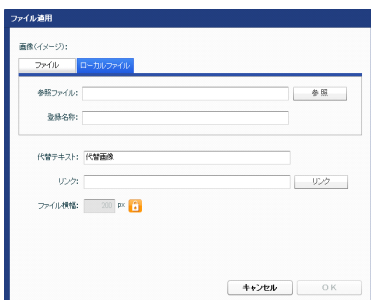 ファイル適用
画像(イメージ):
ファイル ローカルファイル
参照ファイル: 参照
登録名称:
代替テキスト: 代替画像
リンク: リンク
ファイル横幅: 200 px
キャンセル OK